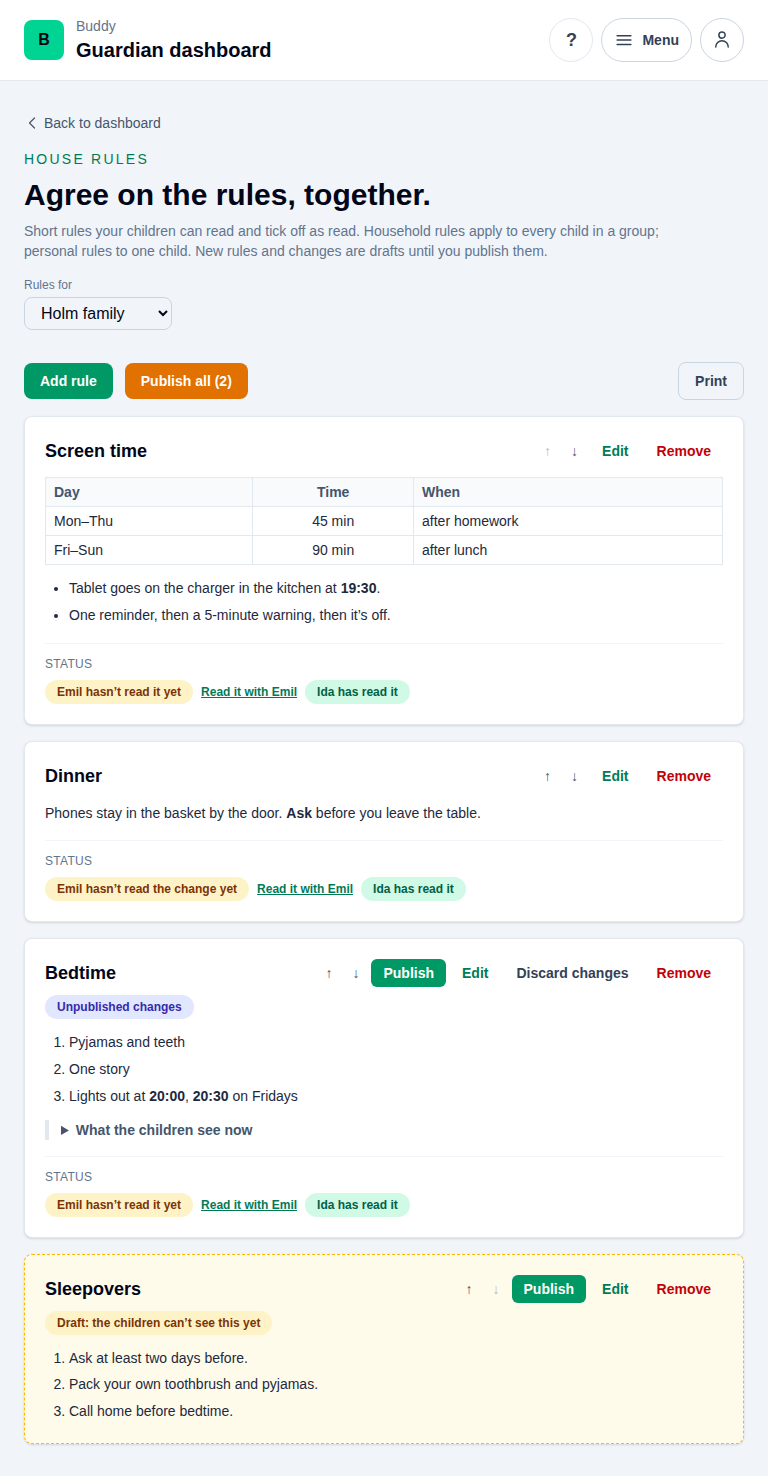 B
Buddy
Guardian dashboard
?
Menu
Back to dashboard
HOUSE RULES
Agree on the rules, together.
Short rules your children can read and tick off as read. Household rules apply to every child in a group;
personal rules to one child. New rules and changes are drafts until you publish them.
Rules for
Holm family
Add rule
Publish all (2)
Print
Screen time
↑ ↓ Edit Remove
Day Time When
Mon–Thu 45 min after homework
Fri–Sun 90 min after lunch
• Tablet goes on the charger in the kitchen at 19:30.
• One reminder, then a 5-minute warning, then it’s off.
STATUS
Emil hasn’t read it yet Read it with Emil Ida has read it
Dinner
↑ ↓ Edit Remove
Phones stay in the basket by the door. Ask before you leave the table.
STATUS
Emil hasn’t read the change yet Read it with Emil Ida has read it
Bedtime
↑ ↓ Publish Edit Discard changes Remove
Unpublished changes
1. Pyjamas and teeth
2. One story
3. Lights out at 20:00, 20:30 on Fridays
▶ What the children see now
STATUS
Emil hasn’t read it yet Read it with Emil Ida has read it
Sleepovers
↑ ↓ Publish Edit Remove
Draft: the children can’t see this yet
1. Ask at least two days before.
2. Pack your own toothbrush and pyjamas.
3. Call home before bedtime.